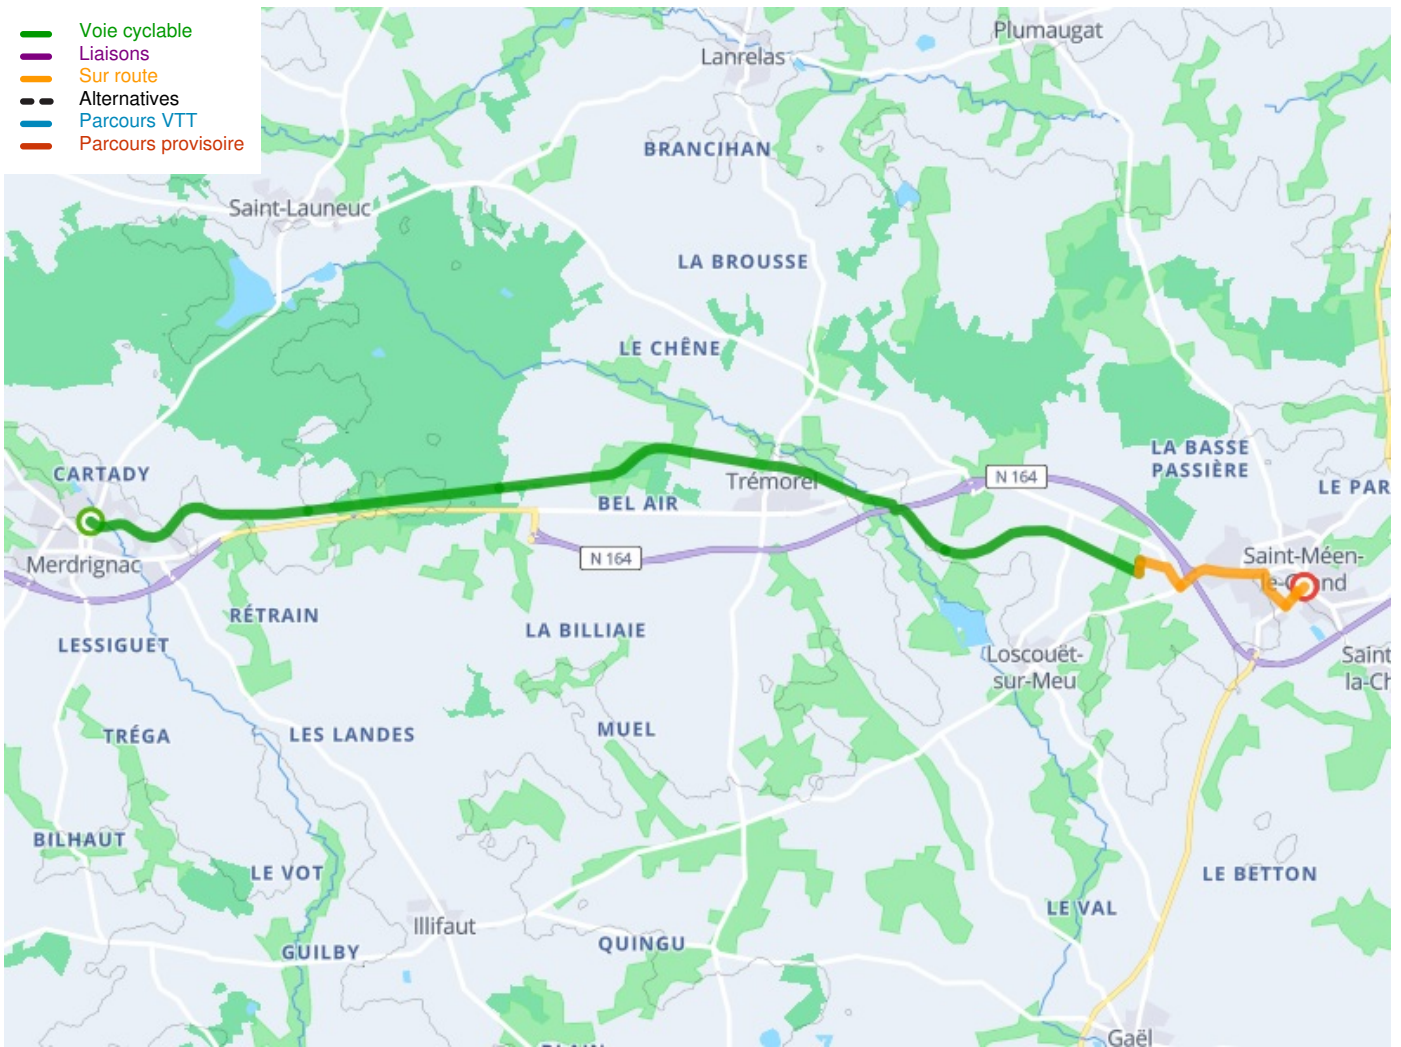 Voie cyclable
Liaisons
Sur route
Alternatives
Parcours VTT
Parcours provisoire
Plumaugat
Lanrelas
BRANCIHAN
Saint-Launeuc
LA BROUSSE
LE CHÊNE
LA BASSE
PASSIÈRE
CARTADY
Trémorel
N 164
LE PAR
BEL AIR
Merdrignac
N 164
Saint-Méen-
le-Grand
RÉTRAIN
LA BILLIAIE
LESSIGUET
Loscouët-
sur-Meu
Saint
la-Ch
TRÉGA
LES LANDES
MUEL
BILHAUT
LE VOT
LE BETTON
LE VAL
Illifaut
GUILBY
QUINGU
Gaël